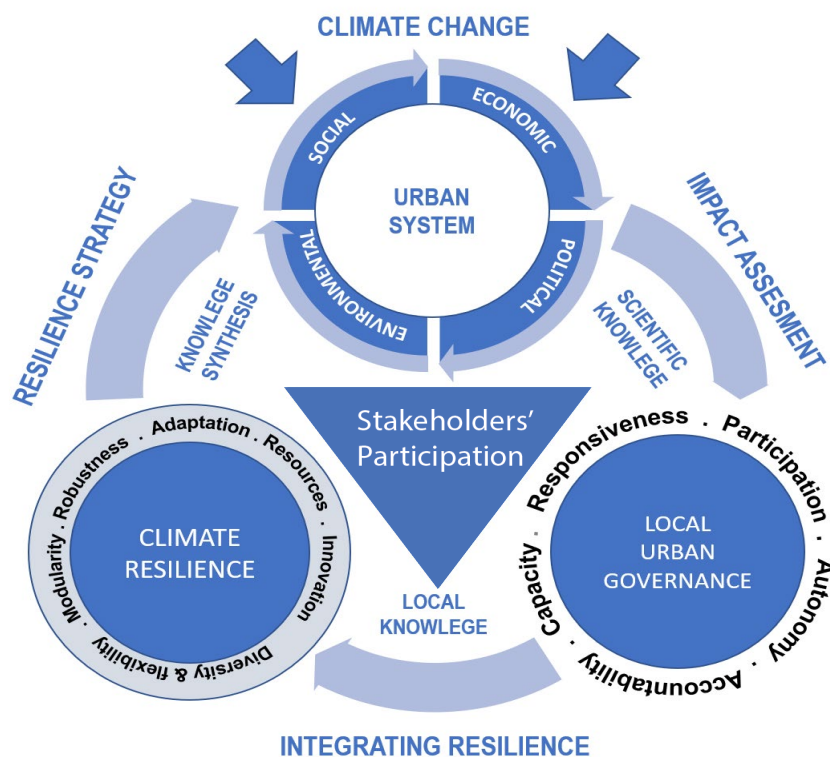 CLIMATE CHANGE
SOCIAL
ECONOMIC
URBAN
SYSTEM
ENVIRONMENTAL
POLITICAL
RESILIENCE STRATEGY
KNOWLEGE
SYNTHESIS
IMPACT ASSESMENT
SCIENTIFIC
KNOWLEGE
Stakeholders’
Participation
Modularity . Robustness . Adaptation . Resources . Innovation
Diversity & flexibility .
CLIMATE
RESILIENCE
Capacity . Responsiveness . Participation . Autonomy . Accountability .
LOCAL
URBAN
GOVERNANCE
LOCAL
KNOWLEGE
INTEGRATING RESILIENCE